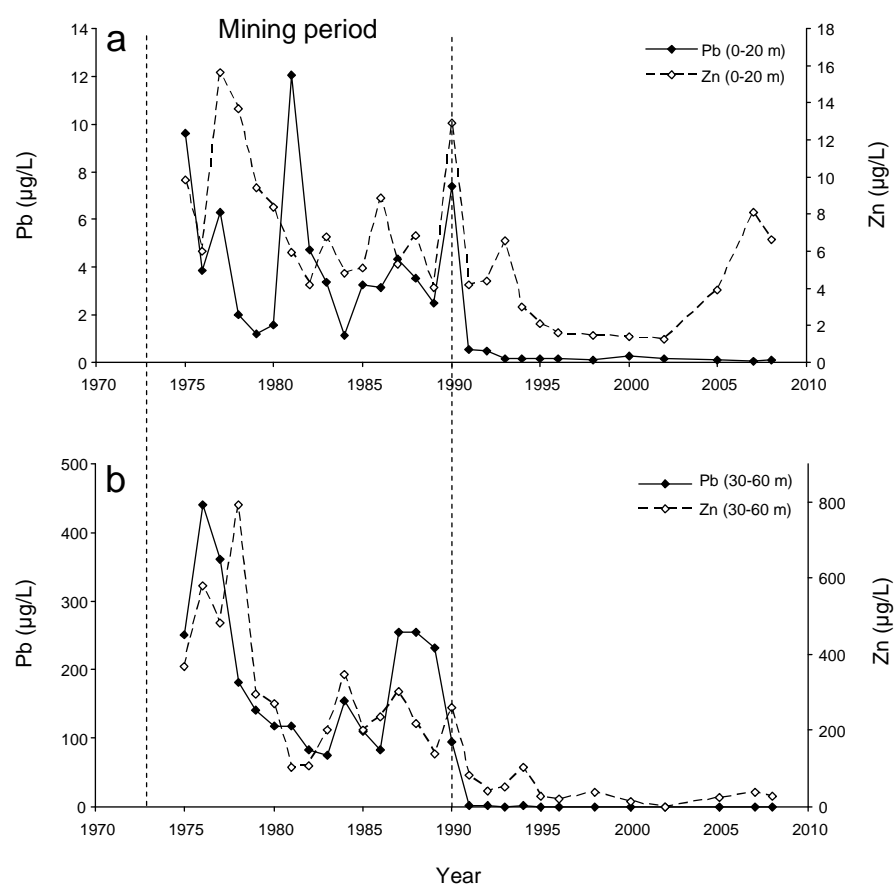 a
Mining period
14
12
10
8
6
4
2
0
Pb (µg/L)
18
16
14
12
10
8
6
4
2
0
Zn (µg/L)
Pb (0-20 m)
Zn (0-20 m)
1970 1975 1980 1985 1990 1995 2000 2005 2010
b
500
400
300
200
100
0
Pb (µg/L)
800
600
400
200
0
Zn (µg/L)
Pb (30-60 m)
Zn (30-60 m)
1970 1975 1980 1985 1990 1995 2000 2005 2010
Year